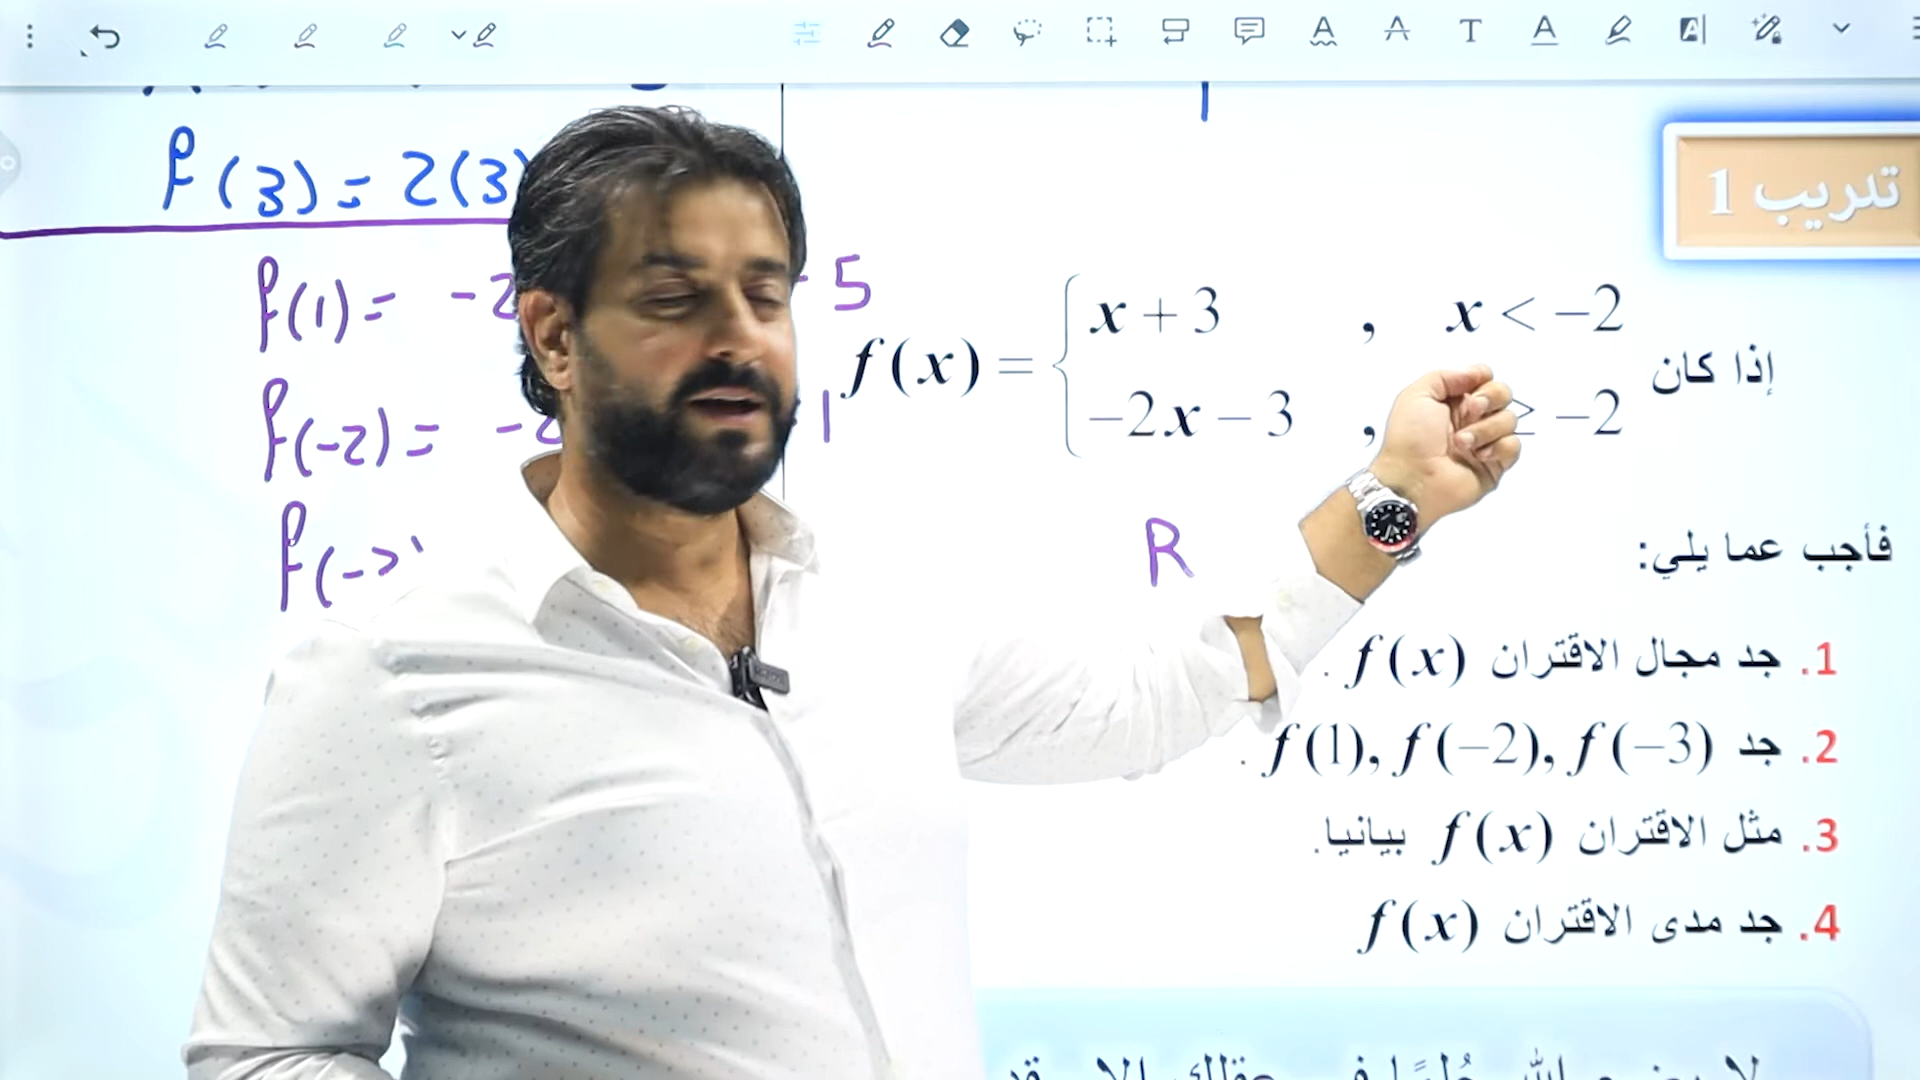 f(3) = 2(3)
f(1) = -2 - 5
f(-2) = -2 1
f(-3)
تدريب 1
إذا كان f(x) = { x + 3 , x < −2
−2x − 3 , ≥ −2
R
فأجب عما يلي:
1. جد مجال الاقتران f(x) .
2. جد f(1), f(−2), f(−3) .
3. مثل الاقتران f(x) بيانيا.
4. جد مدى الاقتران f(x)